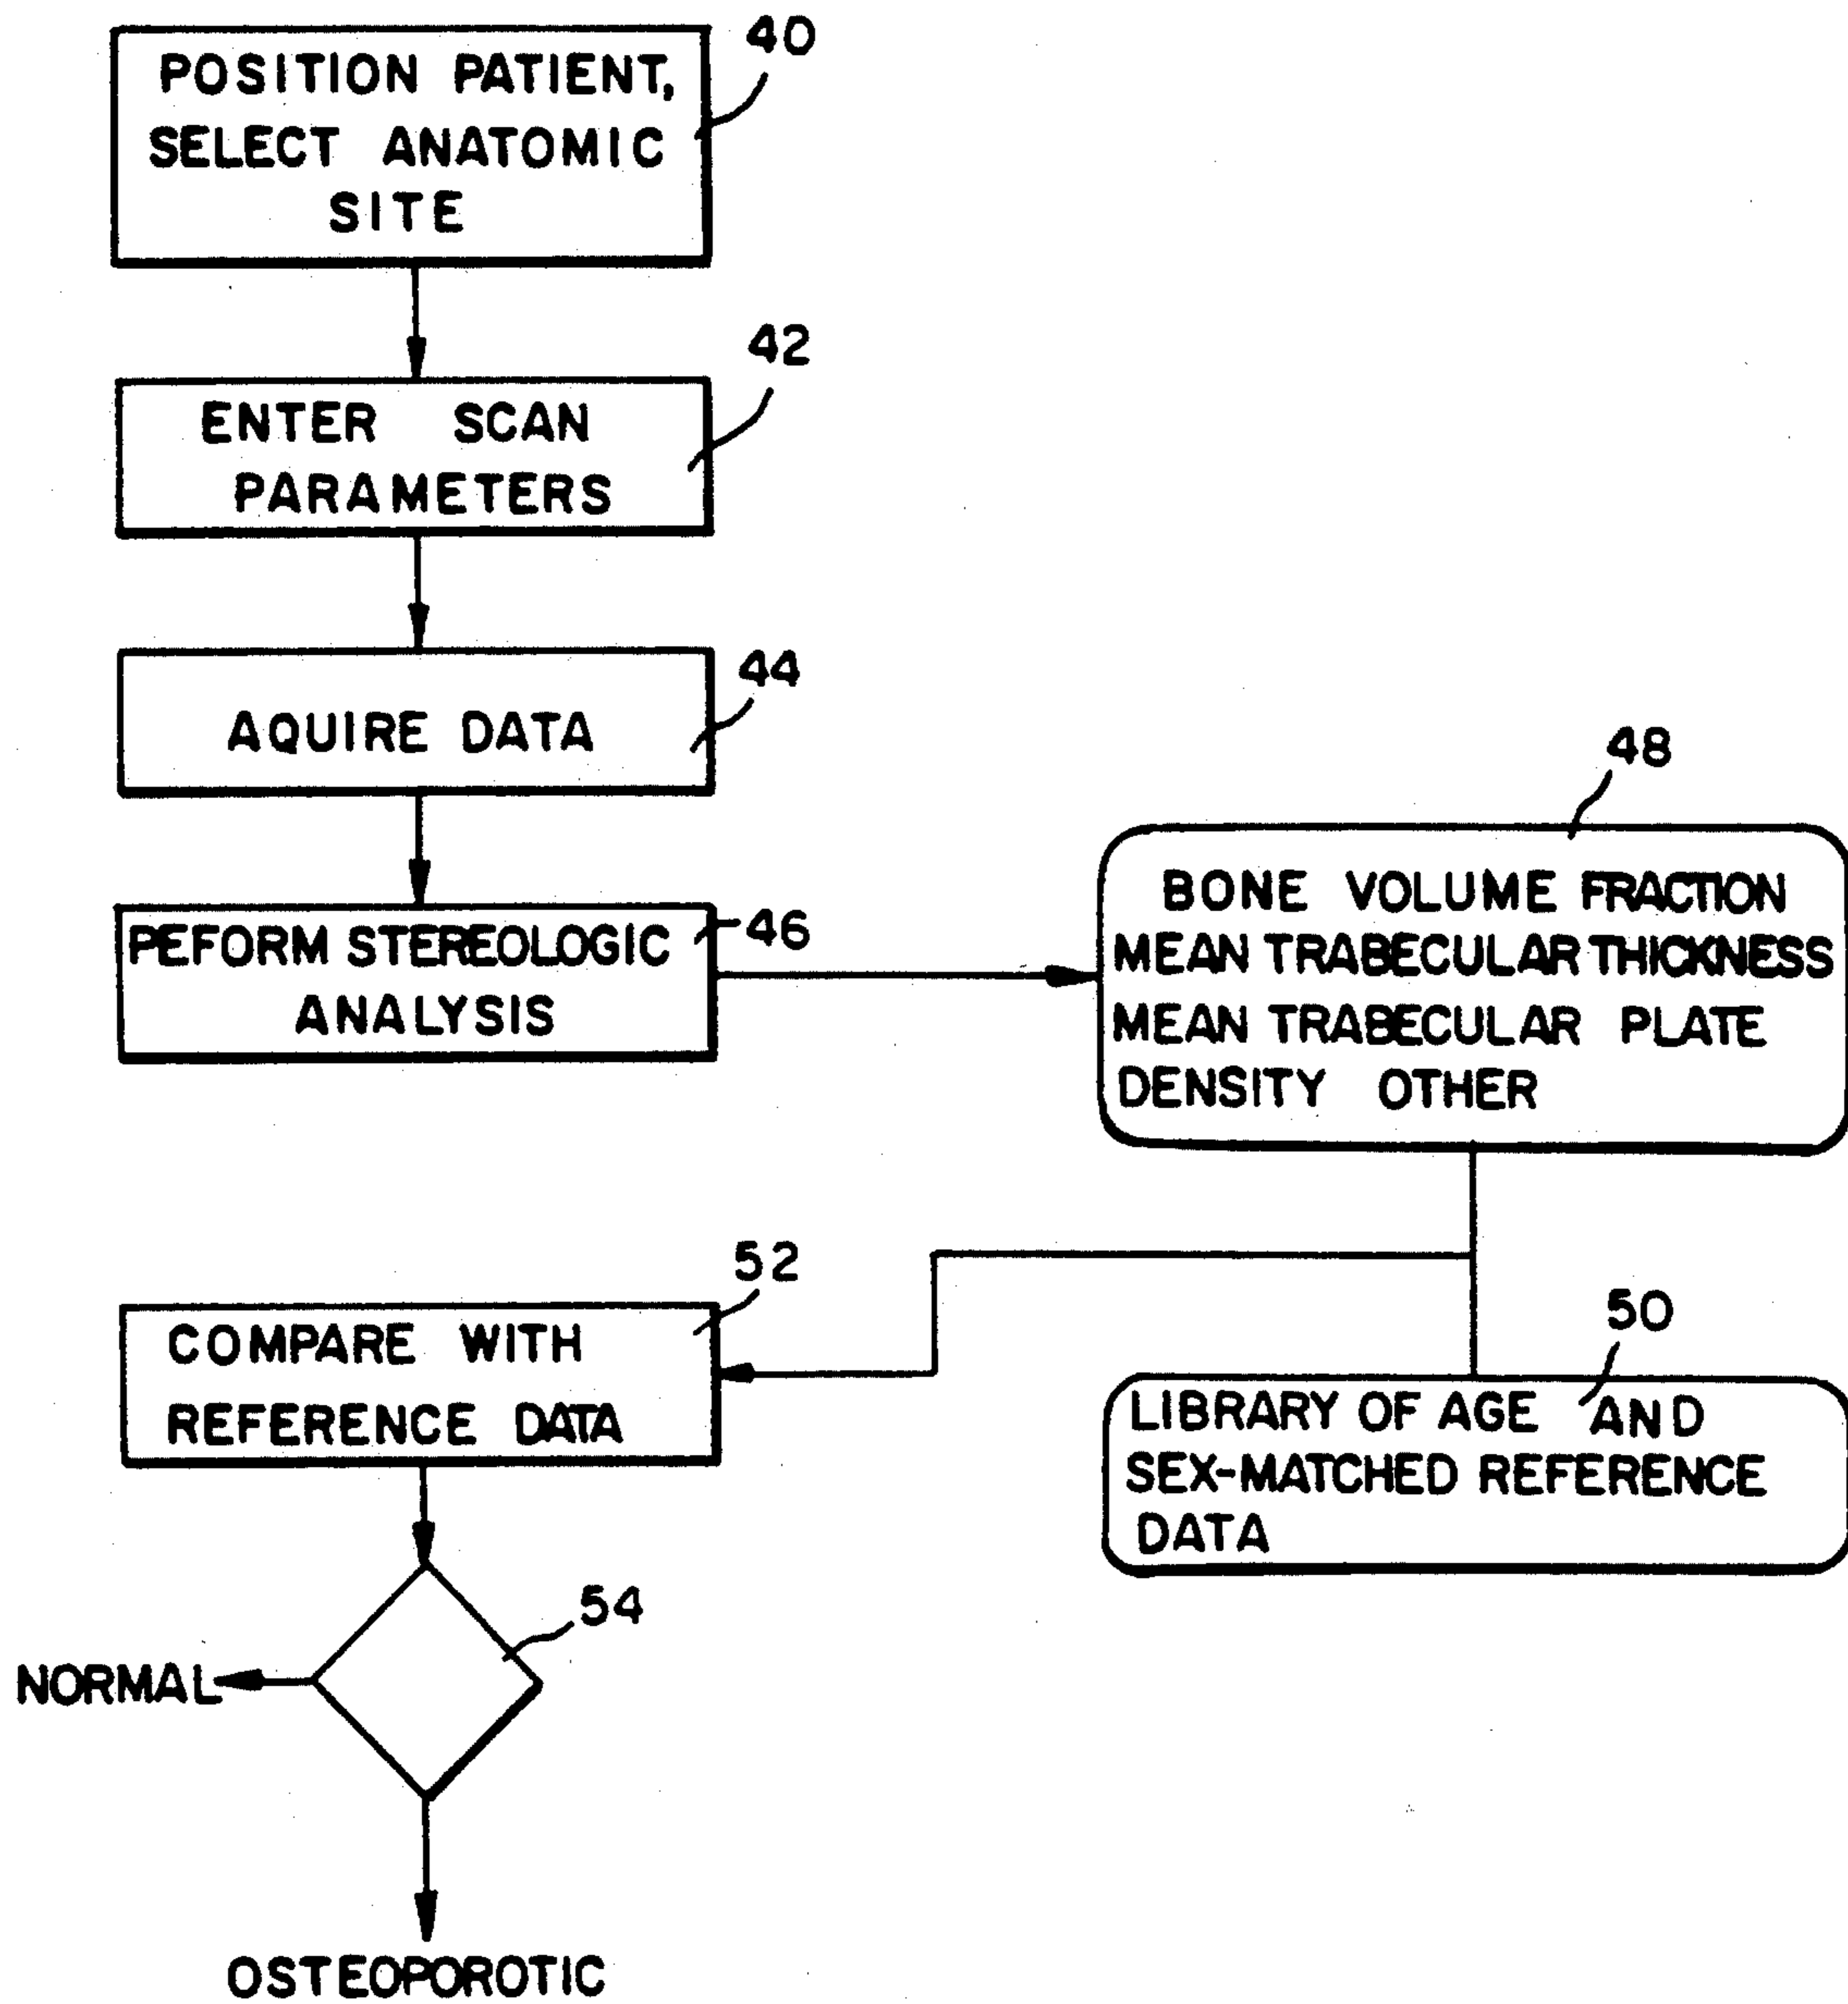 40
POSITION PATIENT,
SELECT ANATOMIC
SITE
42
ENTER SCAN
PARAMETERS
44
AQUIRE DATA
46
PEFORM STEREOLOGIC
ANALYSIS
48
BONE VOLUME FRACTION
MEAN TRABECULAR THICKNESS
MEAN TRABECULAR PLATE
DENSITY OTHER
50
LIBRARY OF AGE AND
SEX-MATCHED REFERENCE
DATA
52
COMPARE WITH
REFERENCE DATA
54
NORMAL
OSTEOPOROTIC